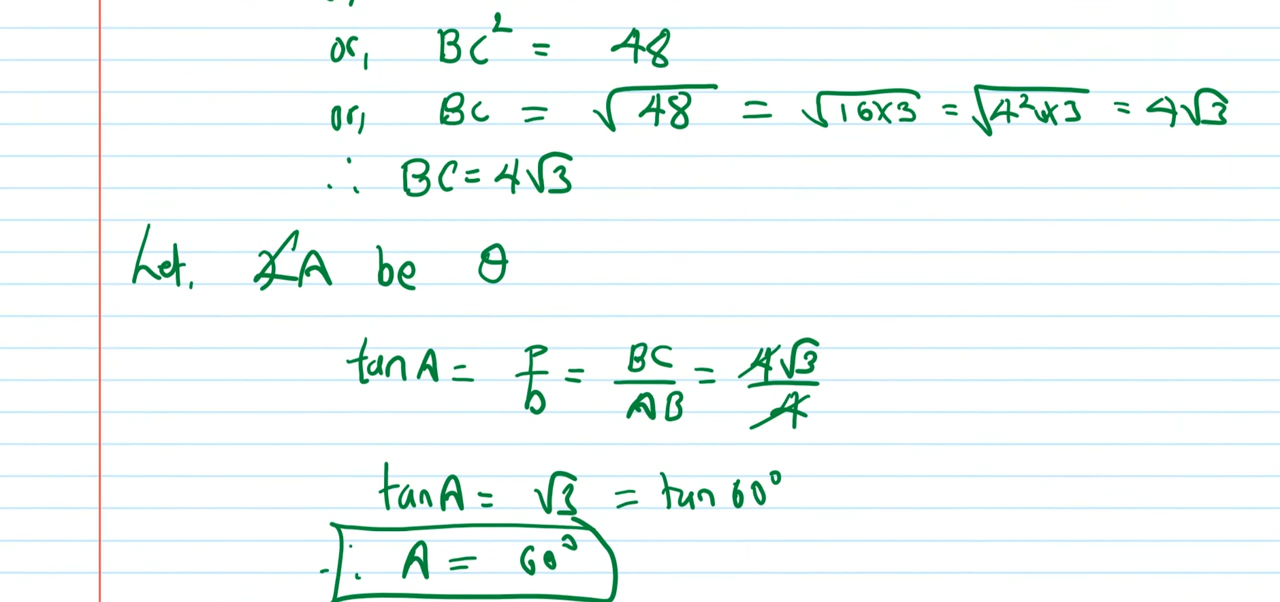 or, BC² = 48
or, BC = √48 = √16×3 = √4²×3 = 4√3
∴ BC = 4√3
Let. ∠A be θ
tan A = p/b = BC/AB = 4√3/4
tan A = √3 = tan 60°
∴ A = 60°